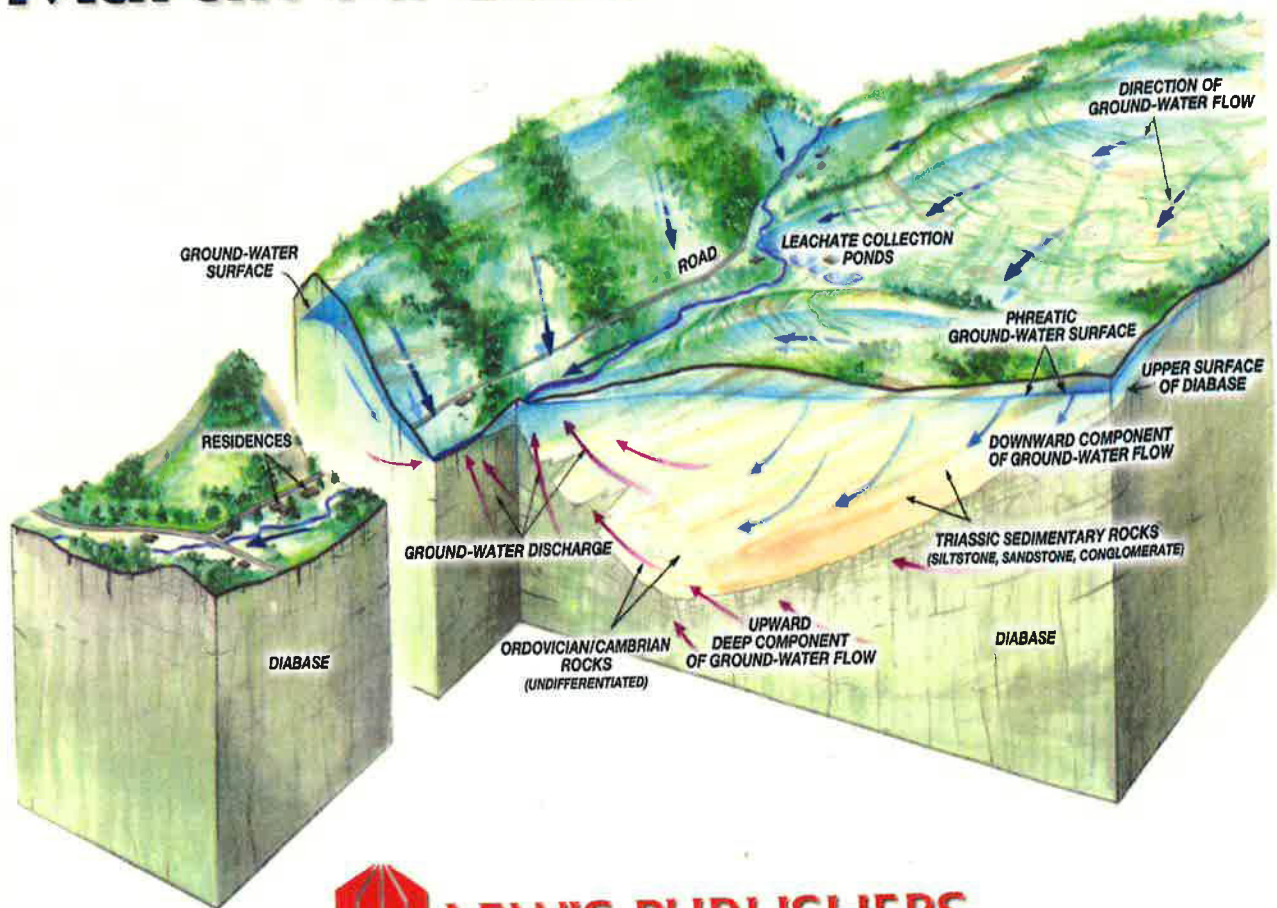 DIRECTION OF
GROUND-WATER FLOW
GROUND-WATER
SURFACE
ROAD
LEACHATE COLLECTION
PONDS
PHREATIC
GROUND-WATER SURFACE
UPPER SURFACE
OF DIABASE
RESIDENCES
DOWNWARD COMPONENT
OF GROUND-WATER FLOW
GROUND-WATER DISCHARGE
TRIASSIC SEDIMENTARY ROCKS
(SILTSTONE, SANDSTONE, CONGLOMERATE)
UPWARD
DEEP COMPONENT
OF GROUND-WATER FLOW
ORDOVICIAN/CAMBRIAN
ROCKS
(UNDIFFERENTIATED)
DIABASE
DIABASE
LEWIS PUBLISHERS